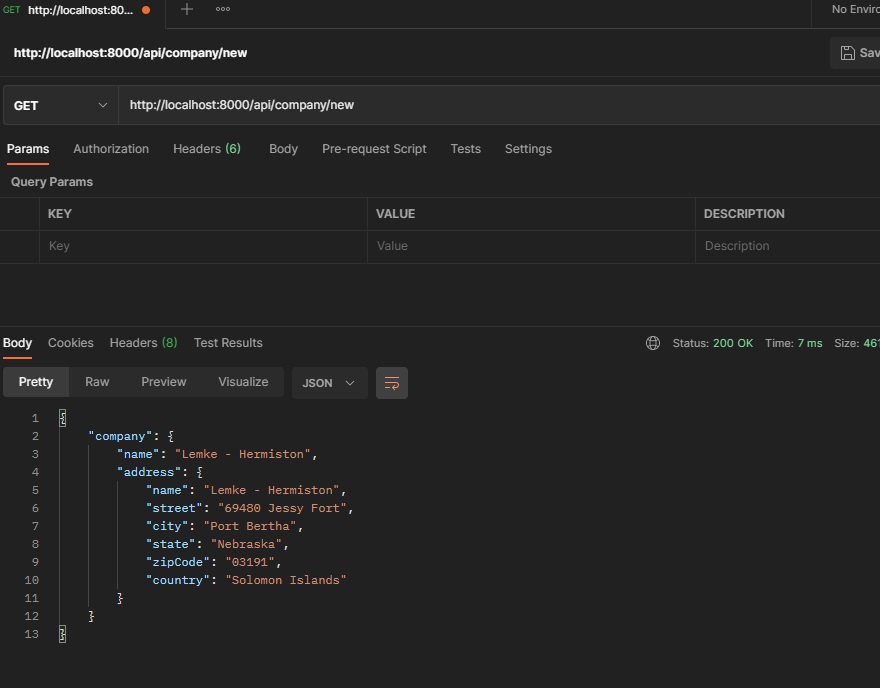 GET http://localhost:80... No Enviro
http://localhost:8000/api/company/new Sav
GET http://localhost:8000/api/company/new
Params Authorization Headers (6) Body Pre-request Script Tests Settings
Query Params
KEY VALUE DESCRIPTION
Key Value Description
Body Cookies Headers (8) Test Results Status: 200 OK Time: 7 ms Size: 461
Pretty Raw Preview Visualize JSON
1 {
2 "company": {
3 "name": "Lemke - Hermiston",
4 "address": {
5 "name": "Lemke - Hermiston",
6 "street": "69480 Jessy Fort",
7 "city": "Port Bertha",
8 "state": "Nebraska",
9 "zipCode": "03191",
10 "country": "Solomon Islands"
11 }
12 }
13 }